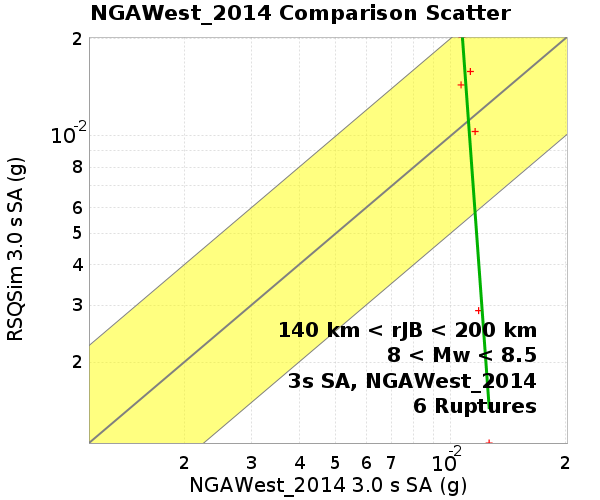 NGAWest_2014 Comparison Scatter
2
10-2
8
6
5
4
3
2
RSQSim 3.0 s SA (g)
140 km < rJB < 200 km
8 < Mw < 8.5
3s SA, NGAWest_2014
6 Ruptures
2 3 4 5 6 7 10-2 2
NGAWest_2014 3.0 s SA (g)